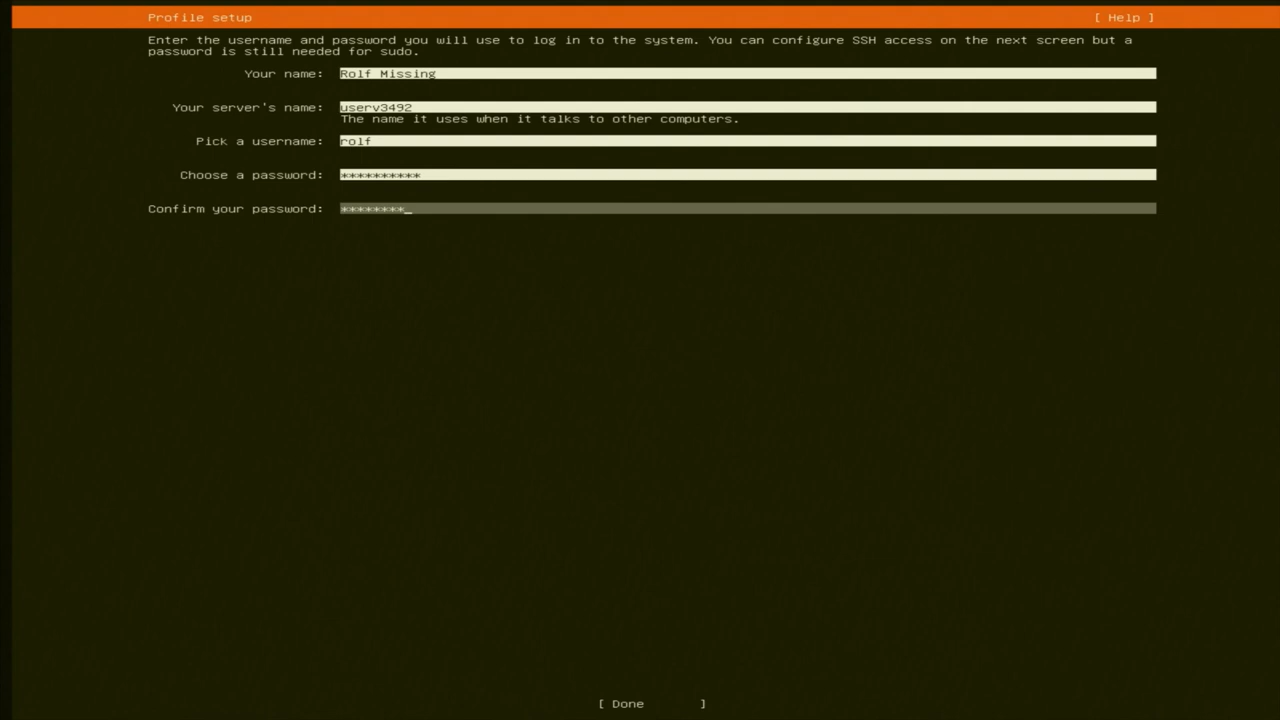 Profile setup [ Help ]
Enter the username and password you will use to log in to the system. You can configure SSH access on the next screen but a
password is still needed for sudo.
Your name: Rolf Missing
Your server's name: userv3492
The name it uses when it talks to other computers.
Pick a username: rolf
Choose a password: **********
Confirm your password: ********_
[ Done ]